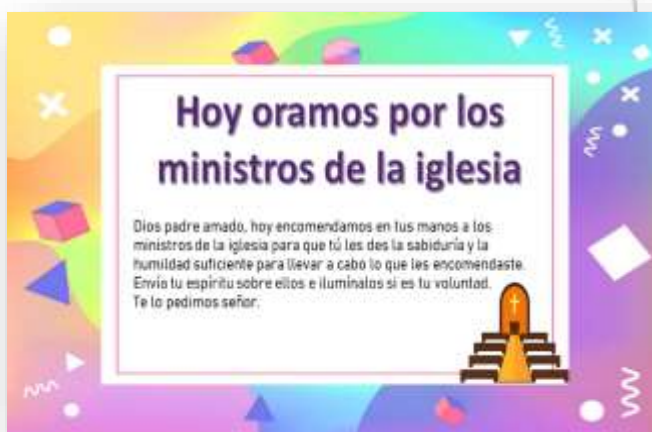 Hoy oramos por los
ministros de la iglesia
Dios padre amado, hoy encomendamos en tus manos a los
ministros de la iglesia para que tú les des la sabiduría y la
humildad suficiente para llevar a cabo lo que les encomendaste.
Envía tu espíritu sobre ellos e ilumínalos si es tu voluntad.
Te lo pedimos señor.